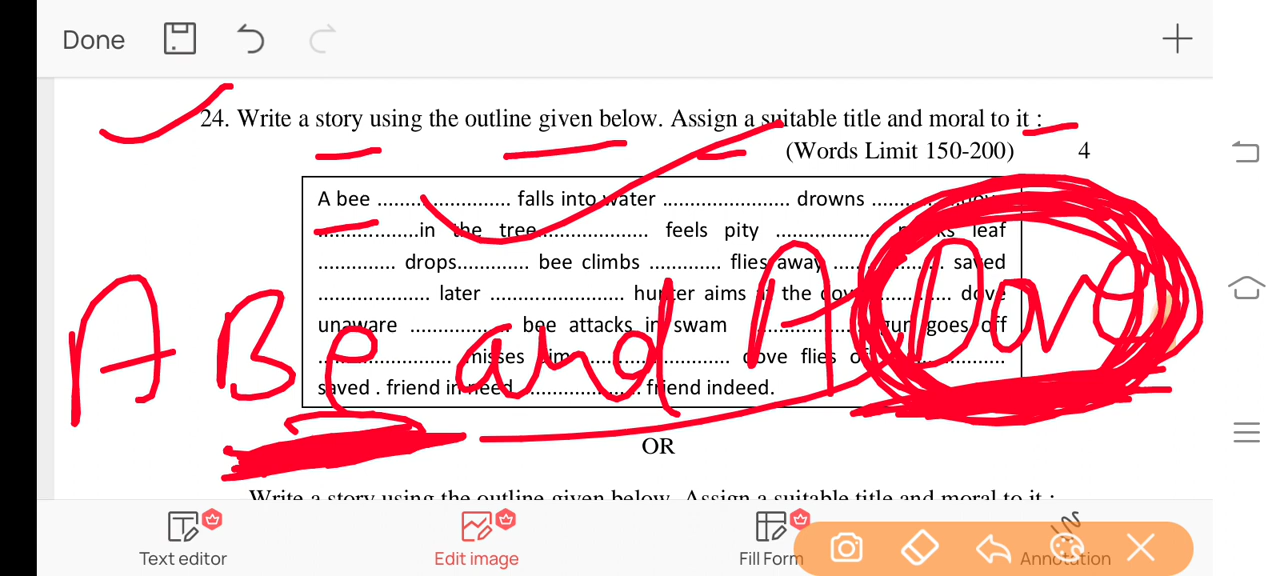 Done
24. Write a story using the outline given below. Assign a suitable title and moral to it :
(Words Limit 150-200) 4
A bee ........ ............ falls into water ...................... drowns ..........
..................in the tree................... feels pity ................. leaf
.............. drops............. bee climbs ............. flies away ............ saved
.................... later ........................ hunter aims at the dove ............ dove
unaware .................. bee attacks in swam ................... gun goes off
........................ misses aim ........................ dove flies off ..................
saved . friend in need ..................... friend indeed.
A Bee and A Dove
OR
Write a story using the outline given below. Assign a suitable title and moral to it :
Text editor
Edit image
Fill Form
Annotation